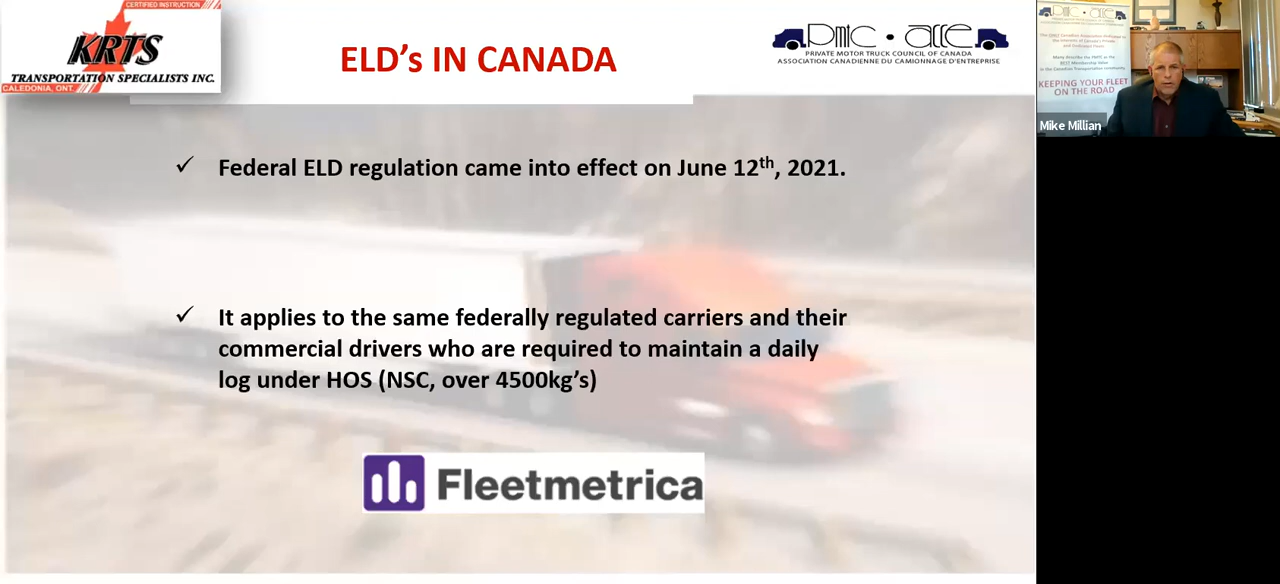 CERTIFIED INSTRUCTION
KRTS
TRANSPORTATION SPECIALISTS INC.
CALEDONIA, ONT.
ELD's IN CANADA
pmtc · acce
PRIVATE MOTOR TRUCK COUNCIL OF CANADA
ASSOCIATION CANADIENNE DU CAMIONNAGE D'ENTREPRISE
✓ Federal ELD regulation came into effect on June 12th, 2021.
✓ It applies to the same federally regulated carriers and their
commercial drivers who are required to maintain a daily
log under HOS (NSC, over 4500kg's)
Fleetmetrica
KEEPING YOUR FLEET
ON THE ROAD
Mike Millian